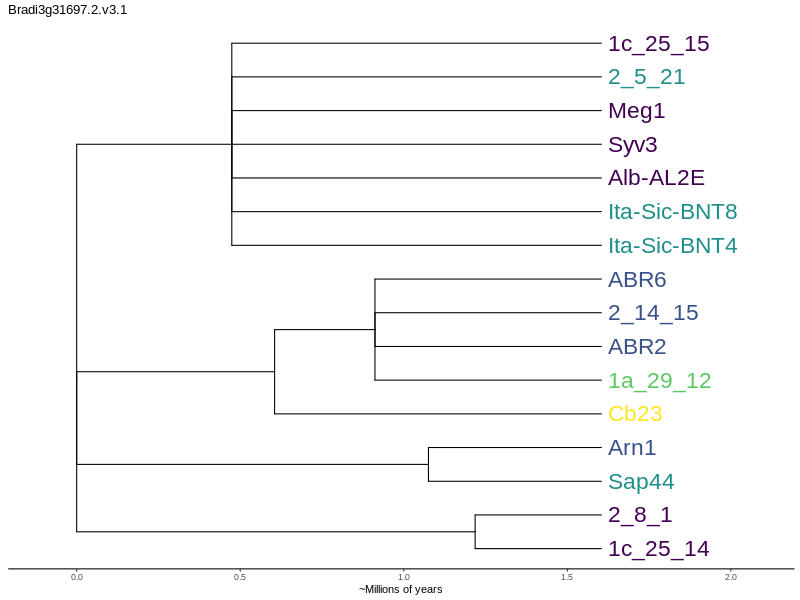 Bradi3g31697.2.v3.1
1c_25_15
2_5_21
Meg1
Syv3
Alb-AL2E
Ita-Sic-BNT8
Ita-Sic-BNT4
ABR6
2_14_15
ABR2
1a_29_12
Cb23
Arn1
Sap44
2_8_1
1c_25_14
0.0 0.5 1.0 1.5 2.0
~Millions of years